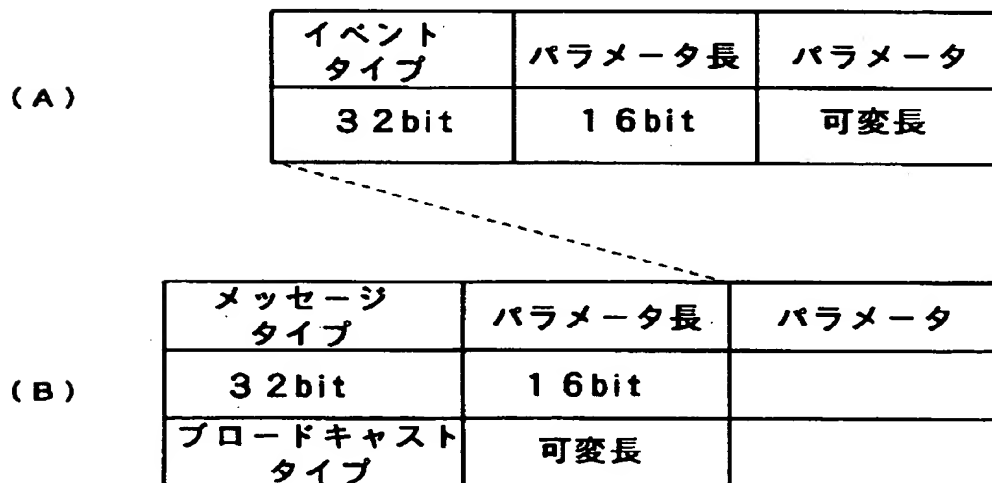 (A)
イベント
タイプ
パラメータ長
パラメータ
32bit
16bit
可変長
(B)
メッセージ
タイプ
パラメータ長
パラメータ
32bit
16bit
ブロードキャスト
タイプ
可変長